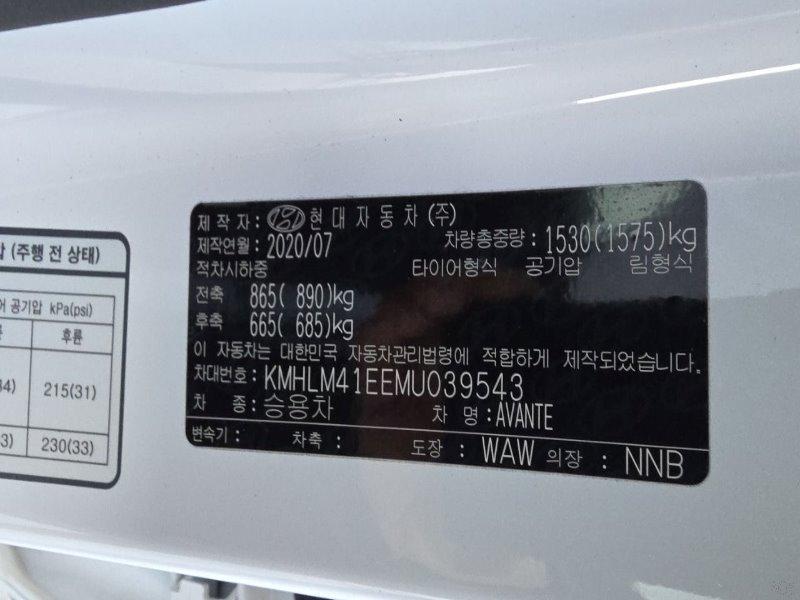 압 (주행 전 상태)
어 공기압 kPa(psi)
륜 후륜
34) 215(31)
3) 230(33)
제 작 자 : 현대자동차(주)
제작연월: 2020/07 차량총중량: 1530(1575)kg
적차시하중 타이어형식 공기압 림형식
전축 865( 890)kg
후축 665( 685)kg
이 자동차는 대한민국 자동차관리법령에 적합하게 제작되었습니다.
차대번호: KMHLM41EEMU039543
차 종: 승용차 차 명:AVANTE
변속기 : 차축 : 도장 : WAW 의장 : NNB